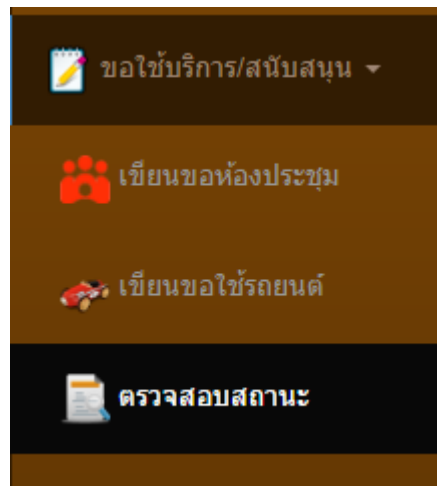 ขอใช้บริการ/สนับสนุน
เขียนขอห้องประชุม
เขียนขอใช้รถยนต์
ตรวจสอบสถานะ